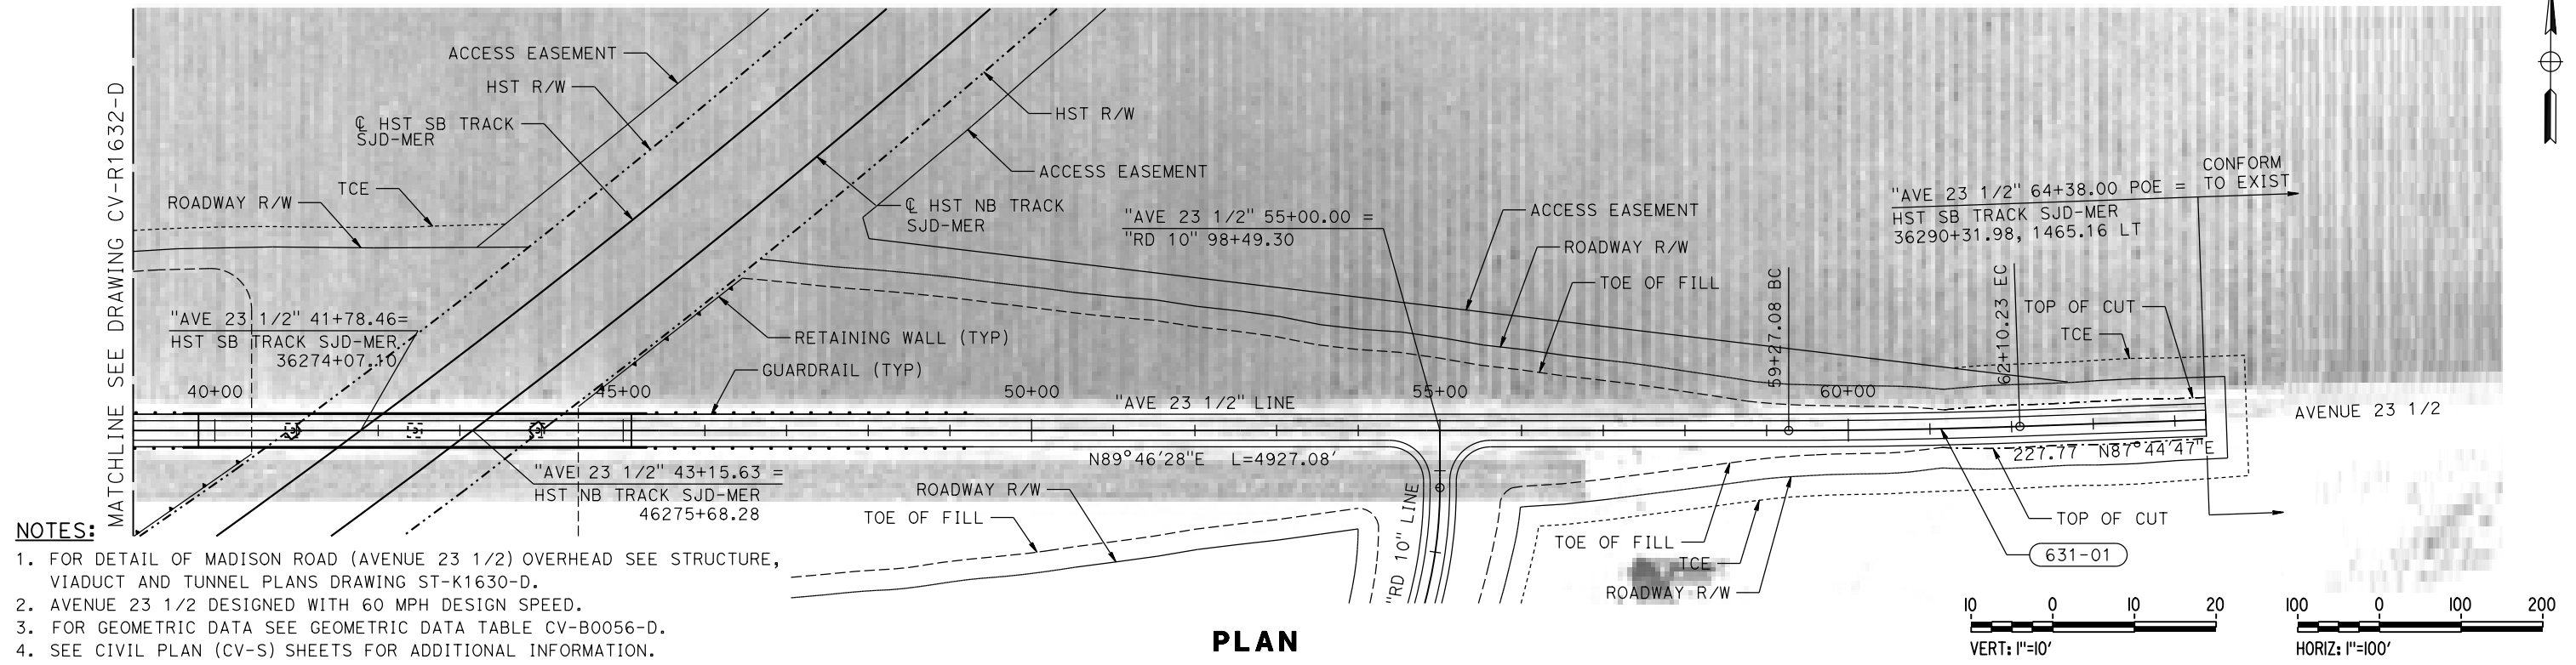 MATCHLINE SEE DRAWING CV-R1632-D
ACCESS EASEMENT
HST R/W
℄ HST SB TRACK
SJD-MER
TCE
ROADWAY R/W
HST R/W
ACCESS EASEMENT
℄ HST NB TRACK
SJD-MER
"AVE 23 1/2" 55+00.00 =
"RD 10" 98+49.30
ACCESS EASEMENT
ROADWAY R/W
TOE OF FILL
CONFORM
TO EXIST
"AVE 23 1/2" 64+38.00 POE =
HST SB TRACK SJD-MER
36290+31.98, 1465.16 LT
59+27.08 BC
62+10.23 EC
TOP OF CUT
TCE
"AVE 23 1/2" 41+78.46=
HST SB TRACK SJD-MER
36274+07.10
RETAINING WALL (TYP)
GUARDRAIL (TYP)
40+00
45+00
50+00
55+00
60+00
"AVE 23 1/2" LINE
AVENUE 23 1/2
N89°46'28"E L=4927.08'
227.77' N87°44'47"E
"AVE 23 1/2" 43+15.63 =
HST NB TRACK SJD-MER
46275+68.28
ROADWAY R/W
TOE OF FILL
"RD 10" LINE
TOE OF FILL
TCE
ROADWAY R/W
TOP OF CUT
631-01
NOTES:
1. FOR DETAIL OF MADISON ROAD (AVENUE 23 1/2) OVERHEAD SEE STRUCTURE,
VIADUCT AND TUNNEL PLANS DRAWING ST-K1630-D.
2. AVENUE 23 1/2 DESIGNED WITH 60 MPH DESIGN SPEED.
3. FOR GEOMETRIC DATA SEE GEOMETRIC DATA TABLE CV-B0056-D.
4. SEE CIVIL PLAN (CV-S) SHEETS FOR ADDITIONAL INFORMATION.
PLAN
10 0 10 20
VERT: 1"=10'
100 0 100 200
HORIZ: 1"=100'